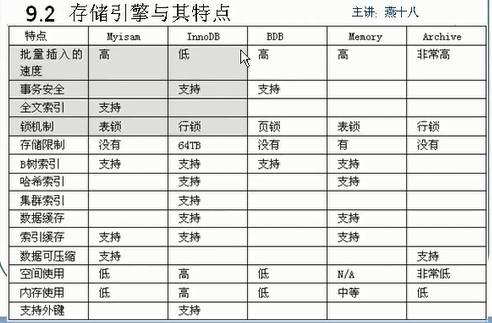 9.2 存储引擎与其特点
主讲：燕十八
特点 Myisam InnoDB BDB Memory Archive
批量插入的速度 高 低 高 高 非常高
事务安全 支持 支持
全文索引 支持
锁机制 表锁 行锁 页锁 表锁 行锁
存储限制 没有 64TB 没有 有 没有
B树索引 支持 支持 支持 支持
哈希索引 支持 支持
集群索引 支持
数据缓存 支持 支持
索引缓存 支持 支持 支持
数据可压缩 支持 支持
空间使用 低 高 低 N/A 非常低
内存使用 低 高 低 中等 低
支持外键 支持